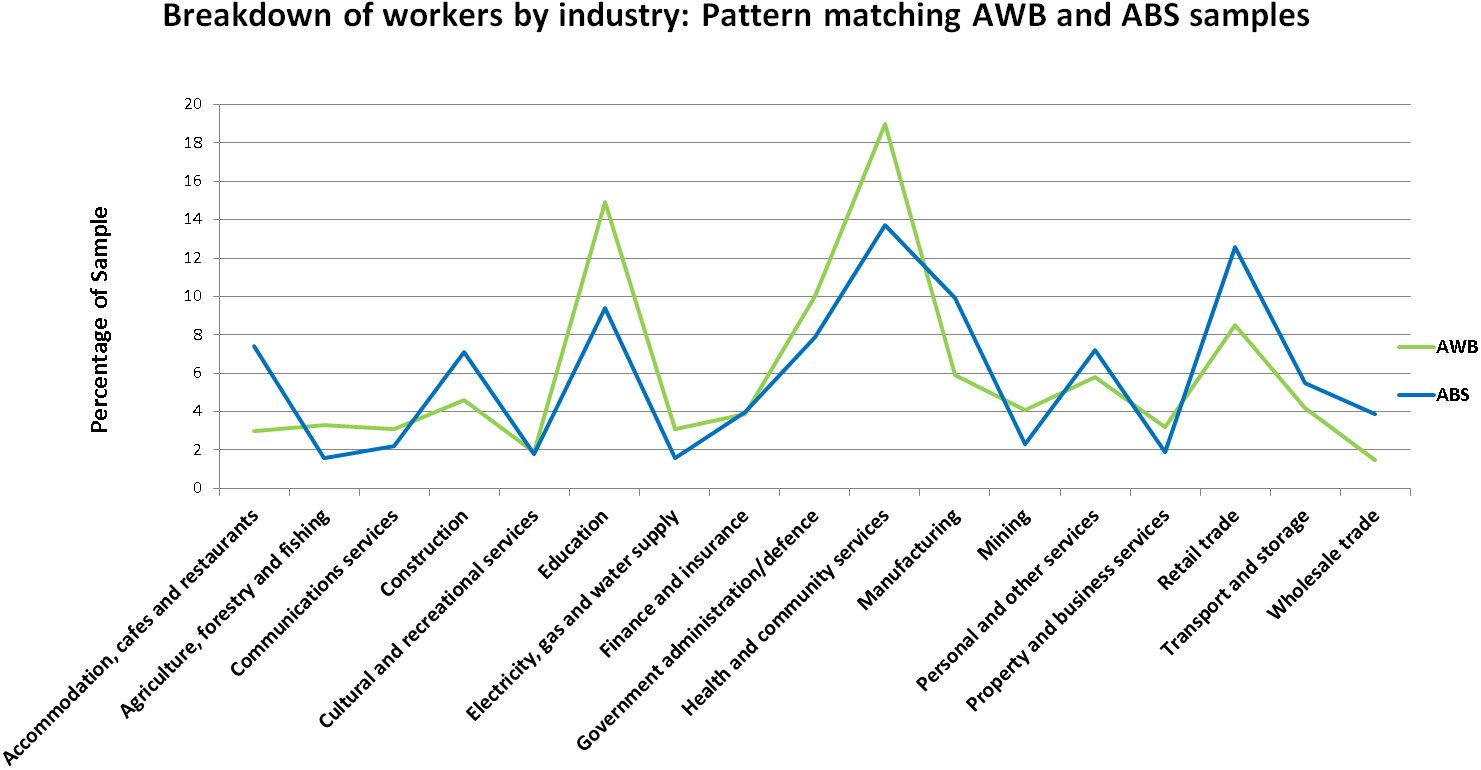 Breakdown of workers by industry: Pattern matching AWB and ABS samples
Percentage of Sample
20
18
16
14
12
10
8
6
4
2
0
Accommodation, cafes and restaurants
Agriculture, forestry and fishing
Communications services
Construction
Cultural and recreational services
Education
Electricity, gas and water supply
Finance and insurance
Government administration/defence
Health and community services
Manufacturing
Mining
Personal and other services
Property and business services
Retail trade
Transport and storage
Wholesale trade
AWB
ABS